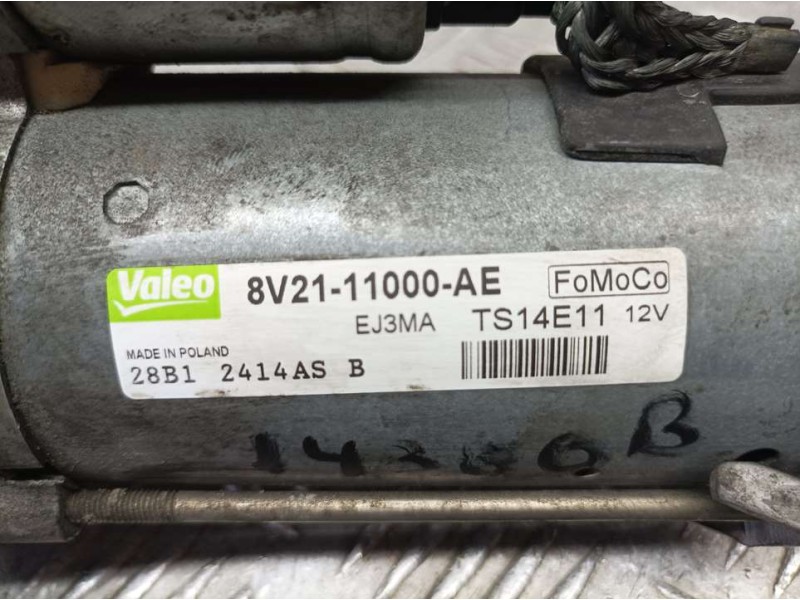 Valeo 8V21-11000-AE FoMoCo
EJ3MA TS14E11 12V
MADE IN POLAND
28B1 2414AS B